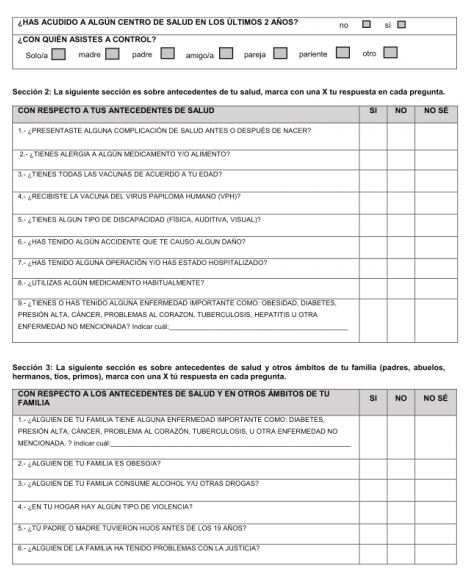 ¿HAS ACUDIDO A ALGÚN CENTRO DE SALUD EN LOS ÚLTIMOS 2 AÑOS? no si
¿CON QUIÉN ASISTES A CONTROL?
Solo/a madre padre amigo/a pareja pariente otro
Sección 2: La siguiente sección es sobre antecedentes de tu salud, marca con una X tu respuesta en cada pregunta.
CON RESPECTO A TUS ANTECEDENTES DE SALUD SI NO NO SÉ
1.- ¿PRESENTASTE ALGUNA COMPLICACIÓN DE SALUD ANTES O DESPUÉS DE NACER?
2.- ¿TIENES ALERGIA A ALGÚN MEDICAMENTO Y/O ALIMENTO?
3.- ¿TIENES TODAS LAS VACUNAS DE ACUERDO A TU EDAD?
4.- ¿RECIBISTE LA VACUNA DEL VIRUS PAPILOMA HUMANO (VPH)?
5.- ¿TIENES ALGUN TIPO DE DISCAPACIDAD (FÍSICA, AUDITIVA, VISUAL)?
6.- ¿HAS TENIDO ALGÚN ACCIDENTE QUE TE CAUSO ALGUN DAÑO?
7.- ¿HAS TENIDO ALGUNA OPERACIÓN Y/O HAS ESTADO HOSPITALIZADO?
8.- ¿UTILIZAS ALGÚN MEDICAMENTO HABITUALMENTE?
9.- ¿TIENES O HAS TENIDO ALGUNA ENFERMEDAD IMPORTANTE COMO: OBESIDAD, DIABETES,
PRESIÓN ALTA, CÁNCER, PROBLEMAS AL CORAZON, TUBERCULOSIS, HEPATITIS U OTRA
ENFERMEDAD NO MENCIONADA? Indicar cuál:
Sección 3: La siguiente sección es sobre antecedentes de salud y otros ámbitos de tu familia (padres, abuelos,
hermanos, tíos, primos), marca con una X tú respuesta en cada pregunta.
CON RESPECTO A LOS ANTECEDENTES DE SALUD Y EN OTROS ÁMBITOS DE TU
FAMILIA SI NO NO SÉ
1.- ¿ALGUIEN DE TU FAMILIA TIENE ALGUNA ENFERMEDAD IMPORTANTE COMO: DIABETES,
PRESIÓN ALTA, CÁNCER, PROBLEMA AL CORAZÓN, TUBERCULOSIS, U OTRA ENFERMEDAD NO
MENCIONADA. ? Indicar cuál:
2.- ¿ALGUIEN DE TU FAMILIA ES OBESO/A?
3.- ¿ALGUIEN DE TU FAMILIA CONSUME ALCOHOL Y/U OTRAS DROGAS?
4.- ¿EN TU HOGAR HAY ALGÚN TIPO DE VIOLENCIA?
5.- ¿TÚ PADRE O MADRE TUVIERON HIJOS ANTES DE LOS 19 AÑOS?
6.- ¿ALGUIEN DE LA FAMILIA HA TENIDO PROBLEMAS CON LA JUSTICIA?